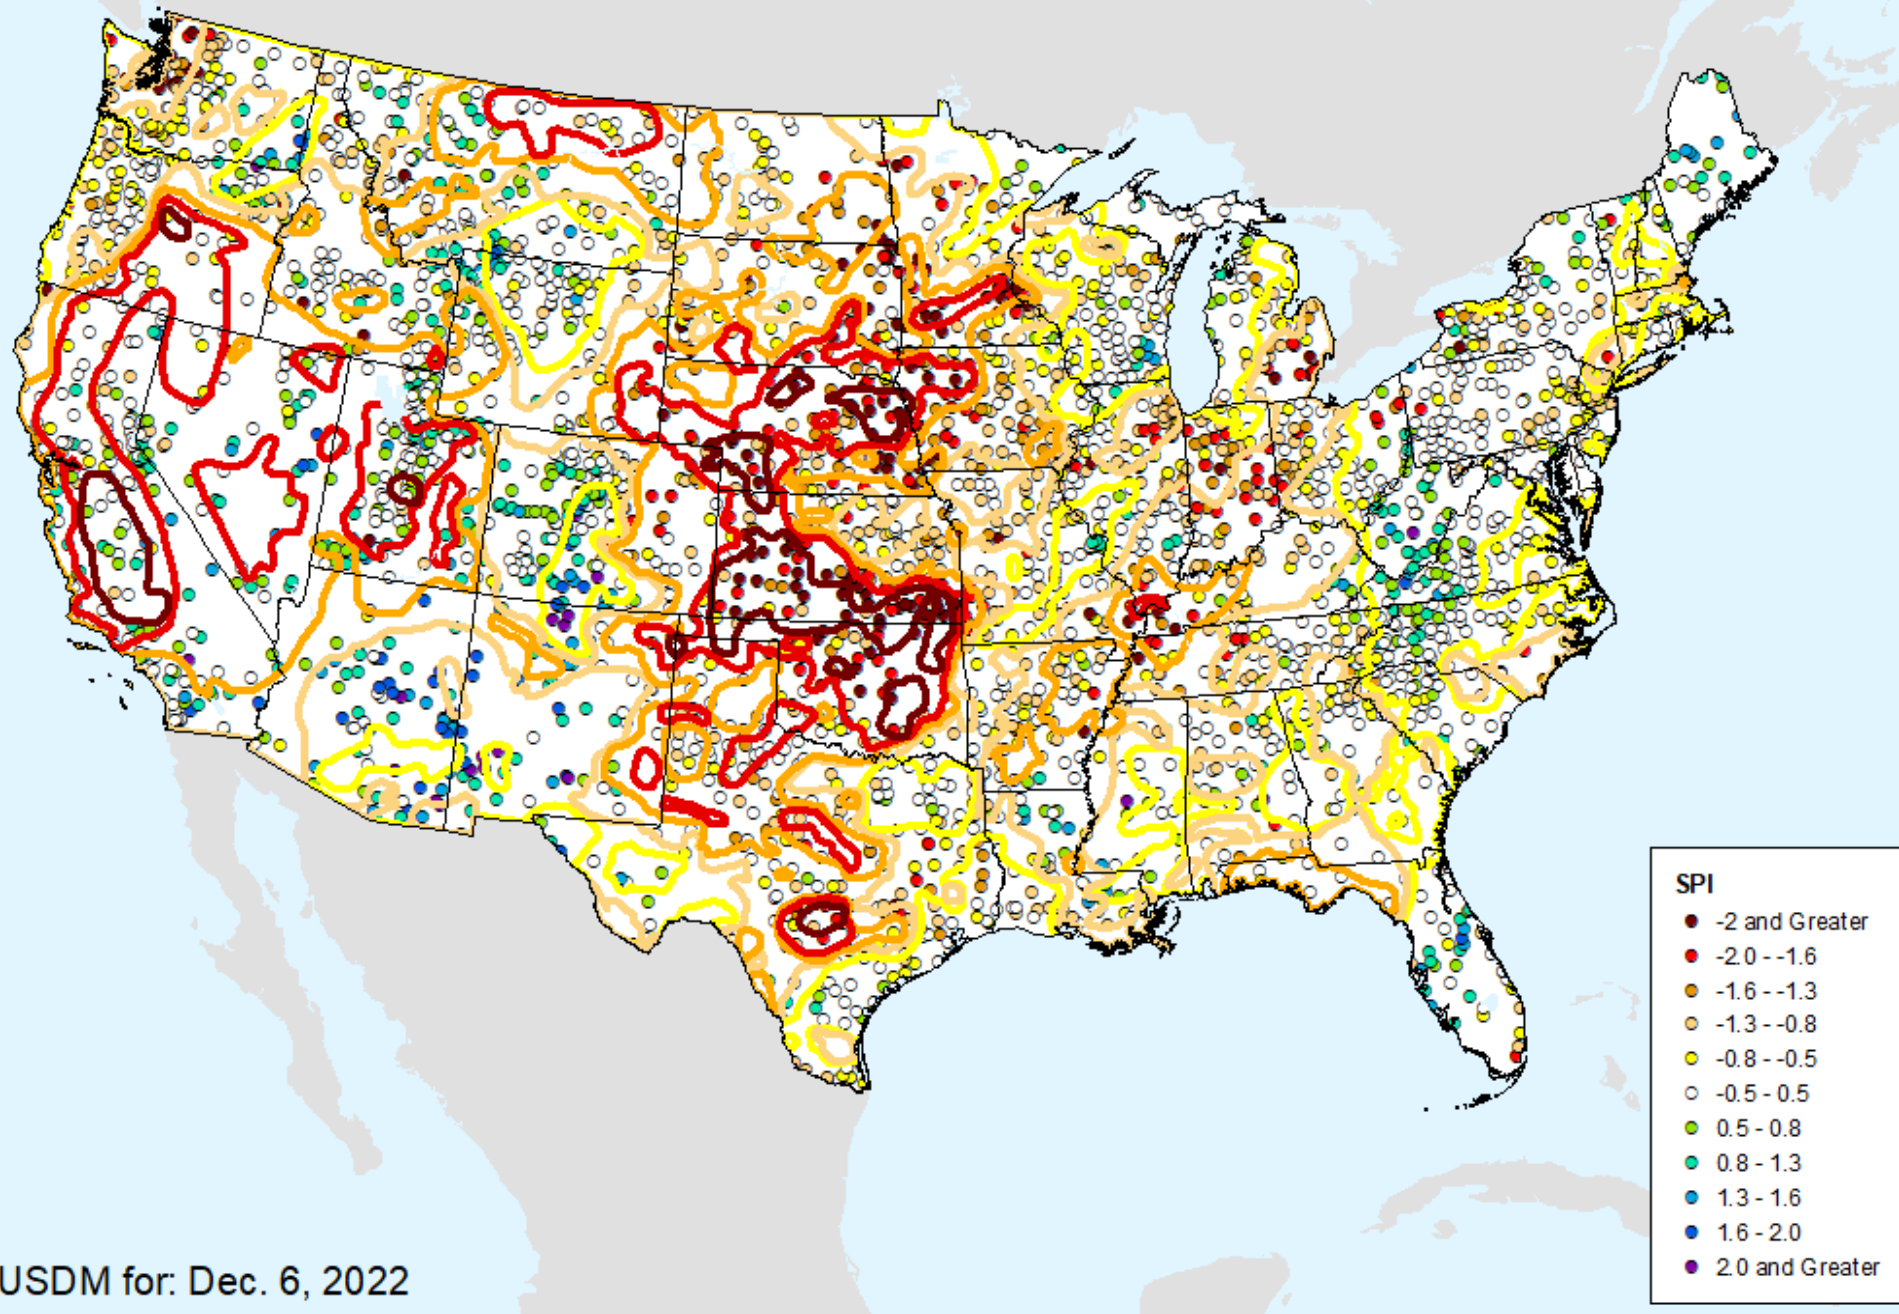 SPI
-2 and Greater
-2.0 - -1.6
-1.6 - -1.3
-1.3 - -0.8
-0.8 - -0.5
-0.5 - 0.5
0.5 - 0.8
0.8 - 1.3
1.3 - 1.6
1.6 - 2.0
2.0 and Greater
USDM for: Dec. 6, 2022